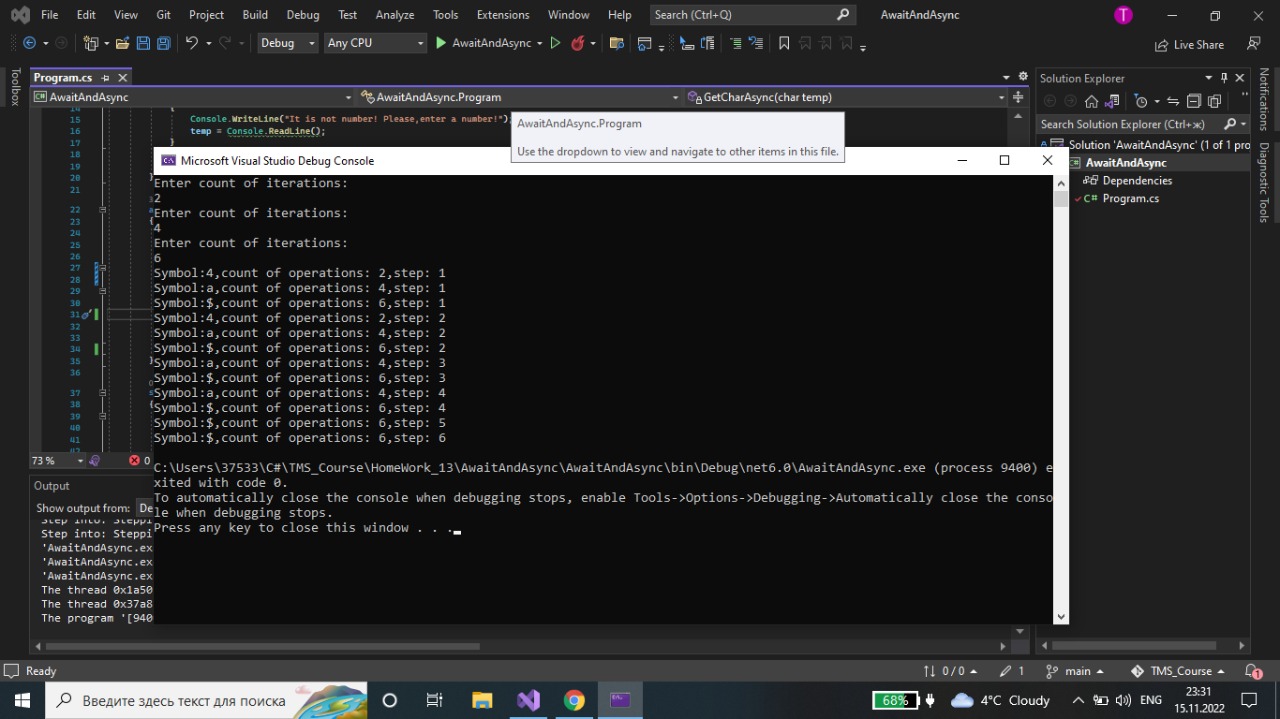 File Edit View Git Project Build Debug Test Analyze Tools Extensions Window Help Search (Ctrl+Q) AwaitAndAsync T
Debug Any CPU AwaitAndAsync Live Share
Toolbox
Program.cs
AwaitAndAsync AwaitAndAsync.Program GetCharAsync(char temp)
14 {
15 Console.WriteLine("It is not number! Please,enter a number!");
16 temp = Console.ReadLine();
17 }
18
19
20 }
21
22
23 {
24
25
26
27
28
29
30
31
32
33
34
35 }
36
37
38 {
39
40
41
AwaitAndAsync.Program
Use the dropdown to view and navigate to other items in this file.
Microsoft Visual Studio Debug Console
Enter count of iterations:
2
Enter count of iterations:
4
Enter count of iterations:
6
Symbol:4,count of operations: 2,step: 1
Symbol:a,count of operations: 4,step: 1
Symbol:$,count of operations: 6,step: 1
Symbol:4,count of operations: 2,step: 2
Symbol:a,count of operations: 4,step: 2
Symbol:$,count of operations: 6,step: 2
Symbol:a,count of operations: 4,step: 3
Symbol:$,count of operations: 6,step: 3
Symbol:a,count of operations: 4,step: 4
Symbol:$,count of operations: 6,step: 4
Symbol:$,count of operations: 6,step: 5
Symbol:$,count of operations: 6,step: 6
C:\Users\37533\C#\TMS_Course\HomeWork_13\AwaitAndAsync\AwaitAndAsync\bin\Debug\net6.0\AwaitAndAsync.exe (process 9400) e
xited with code 0.
To automatically close the console when debugging stops, enable Tools->Options->Debugging->Automatically close the conso
le when debugging stops.
Press any key to close this window . . .
Solution Explorer
Search Solution Explorer (Ctrl+ж)
Solution 'AwaitAndAsync' (1 of 1 pro
AwaitAndAsync
Dependencies
C# Program.cs
Notifications
Diagnostic Tools
73 % 0
Output
Show output from: De
Step into: Steppi
'AwaitAndAsync.ex
'AwaitAndAsync.ex
'AwaitAndAsync.ex
The thread 0x1a50
The thread 0x37a8
The program '[940
Ready 0 / 0 1 main TMS_Course 1
Введите здесь текст для поиска 68% 4°C Cloudy ENG 23:31
15.11.2022